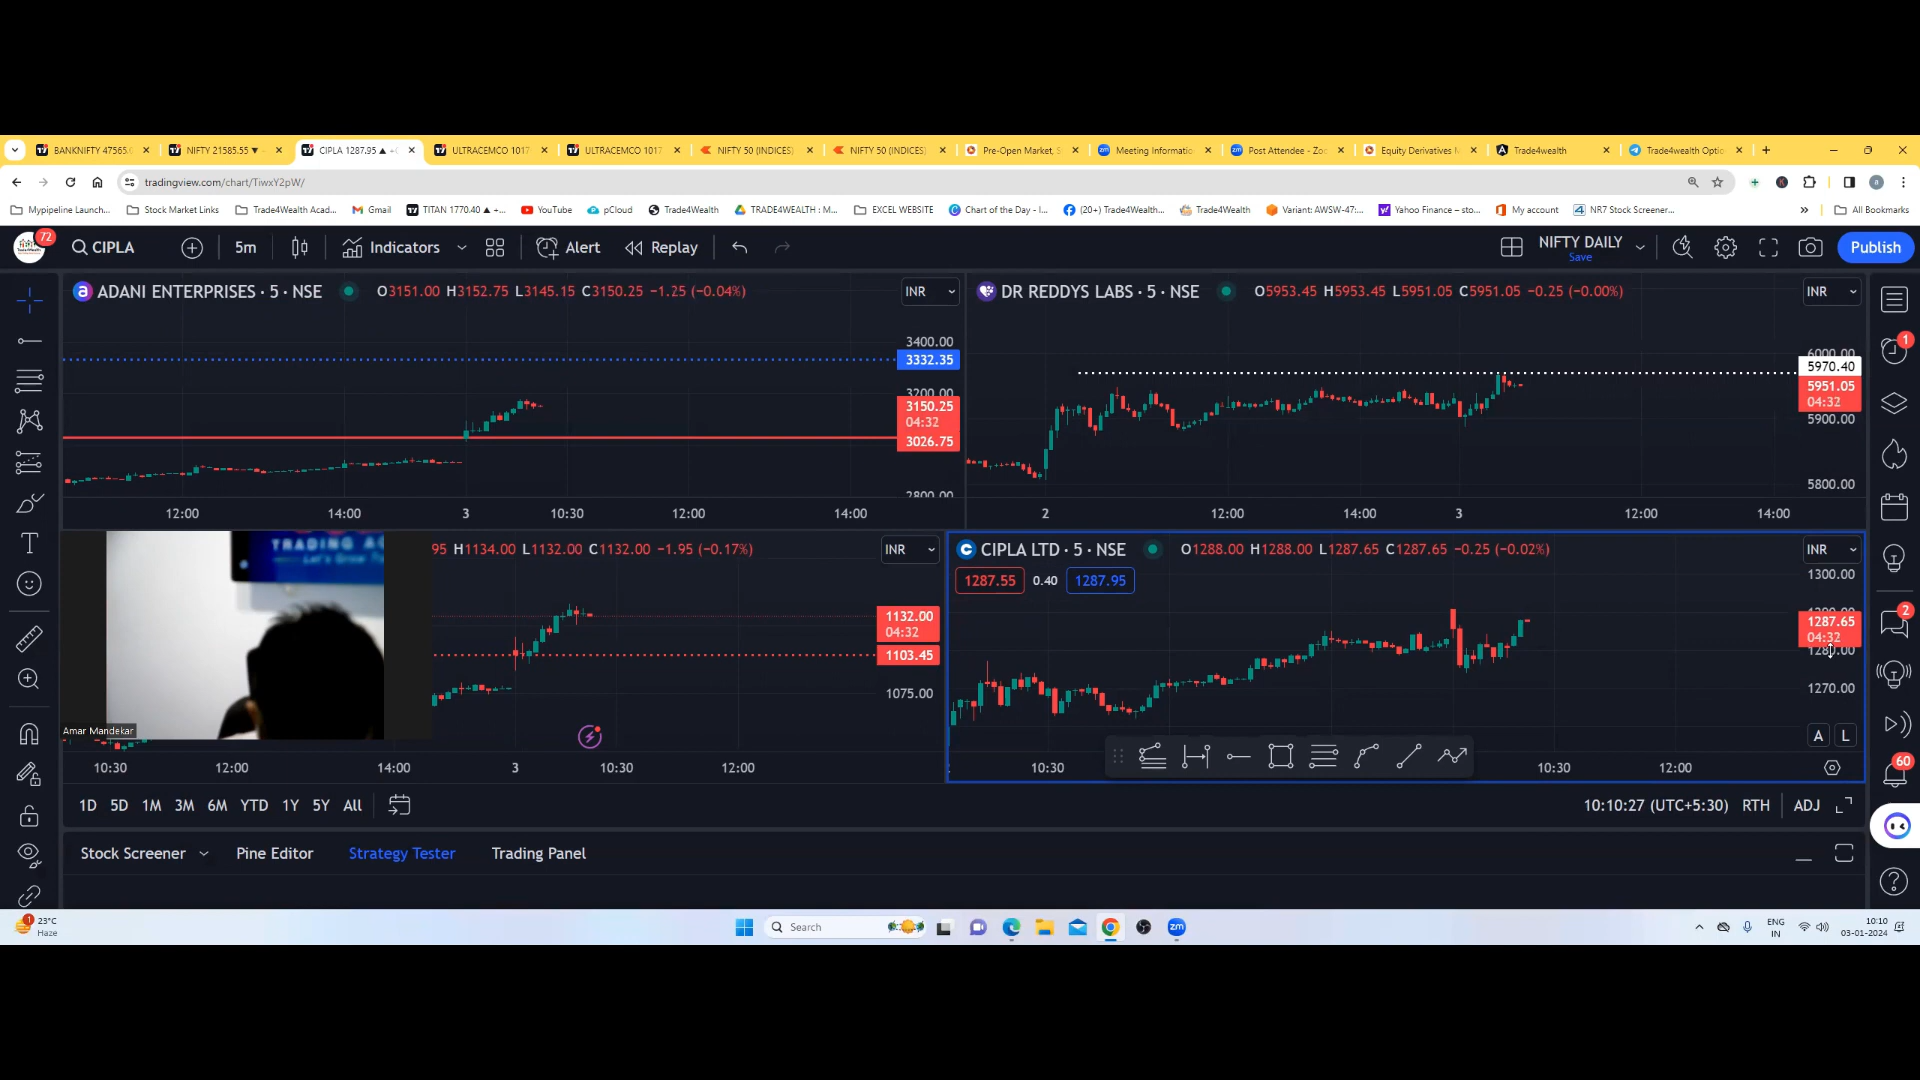 BANKNIFTY 47565.
NIFTY 21585.55 ▼
CIPLA 1287.95 ▲
ULTRACEMCO 1017
ULTRACEMCO 1017
NIFTY 50 (INDICES)
NIFTY 50 (INDICES)
Pre-Open Market, S
Meeting Informatio
Post Attendee - Zoo
Equity Derivatives
Trade4wealth
Trade4wealth Optio
tradingview.com/chart/TiwxY2pW/
Mypipeline Launch...
Stock Market Links
Trade4Wealth Acad...
Gmail
TITAN 1770.40 ▲ +...
YouTube
pCloud
Trade4Wealth
TRADE4WEALTH : M...
EXCEL WEBSITE
Chart of the Day - I...
(20+) Trade4Wealth...
Trade4Wealth
Variant: AWSW-47:...
Yahoo Finance – sto...
My account
NR7 Stock Screener...
All Bookmarks
72
CIPLA
5m
Indicators
Alert
Replay
NIFTY DAILY
Save
Publish
ADANI ENTERPRISES · 5 · NSE
O3151.00 H3152.75 L3145.15 C3150.25 −1.25 (−0.04%)
INR
3400.00
3332.35
3200.00
3150.25
04:32
3026.75
2800.00
12:00 14:00 3 10:30 12:00 14:00
DR REDDYS LABS · 5 · NSE
O5953.45 H5953.45 L5951.05 C5951.05 −0.25 (−0.00%)
INR
6000.00
5970.40
5951.05
04:32
5900.00
5800.00
2 12:00 14:00 3 12:00 14:00
1
TRADING A
Let's Grow T
Amar Mandekar
95 H1134.00 L1132.00 C1132.00 −1.95 (−0.17%)
INR
1132.00
04:32
1103.45
1075.00
10:30 12:00 14:00 3 10:30 12:00
CIPLA LTD · 5 · NSE
O1288.00 H1288.00 L1287.65 C1287.65 −0.25 (−0.02%)
INR
1287.55 0.40 1287.95
1300.00
1290.00
1287.65
04:32
1280.00
1270.00
A L
10:30 10:30 12:00
2
60
1D 5D 1M 3M 6M YTD 1Y 5Y All
10:10:27 (UTC+5:30) RTH ADJ
Stock Screener
Pine Editor
Strategy Tester
Trading Panel
1
23°C
Haze
Search
zm
ENG
IN
10:10
03-01-2024